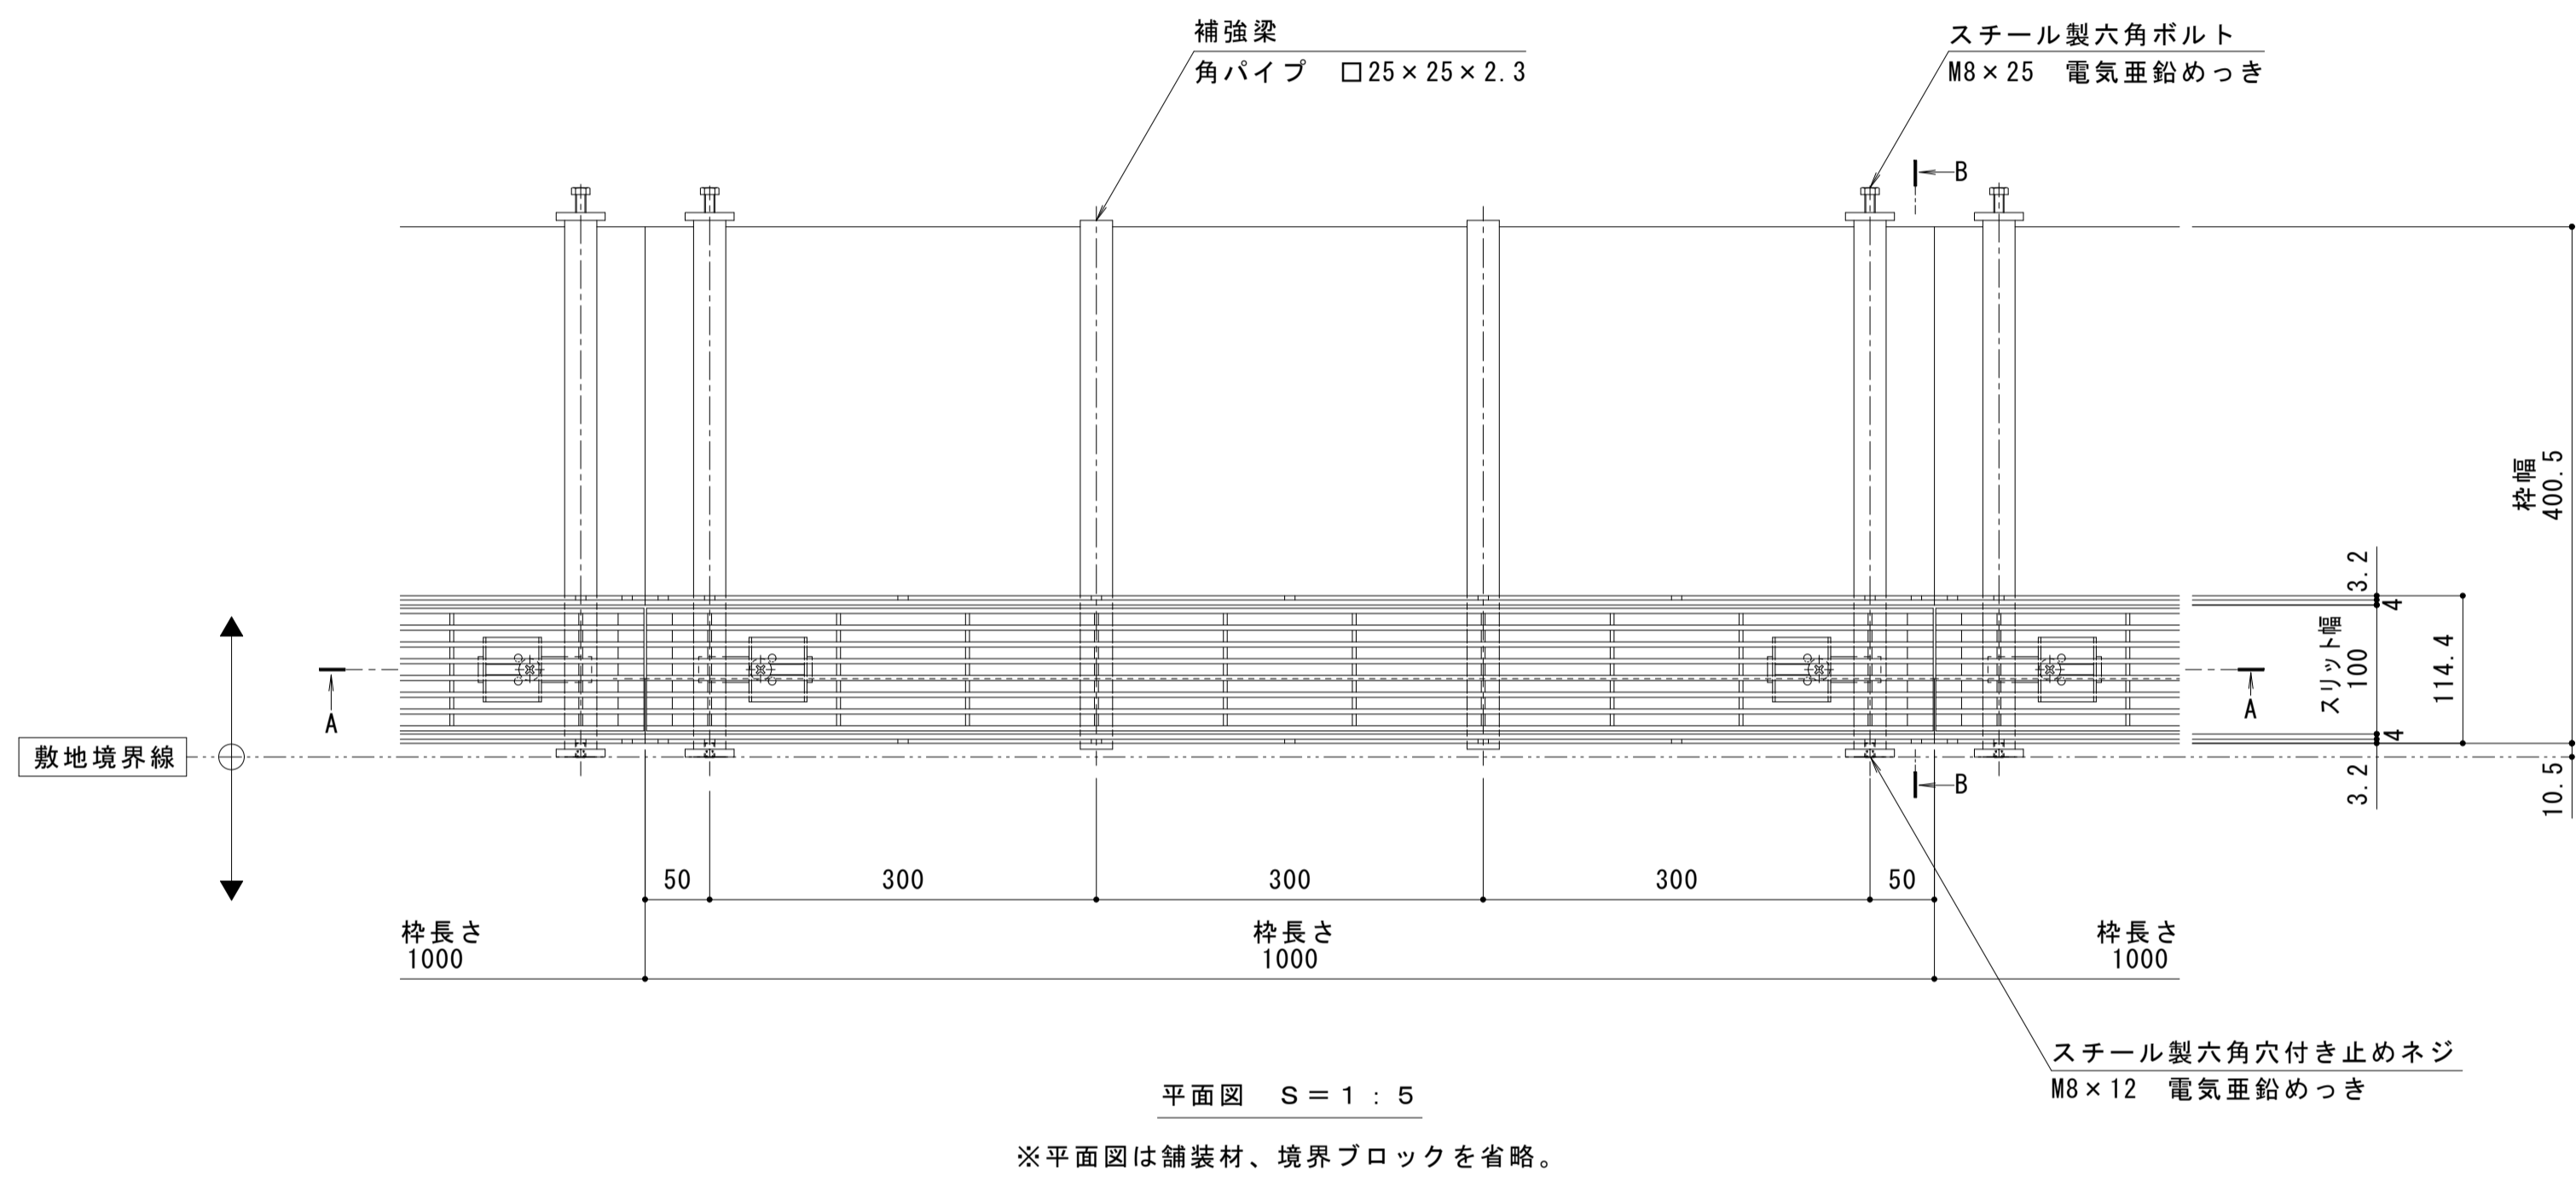 補強梁
角パイプ　□25×25×2.3
スチール製六角ボルト
M8×25　電気亜鉛めっき
B
枠幅
400.5
3.2
4
スリット幅
100
114.4
4
3.2
10.5
A
A
敷地境界線
B
50
300
300
300
50
枠長さ
1000
枠長さ
1000
枠長さ
1000
スチール製六角穴付き止めネジ
M8×12　電気亜鉛めっき
平面図　S＝1：5
※平面図は舗装材、境界ブロックを省略。